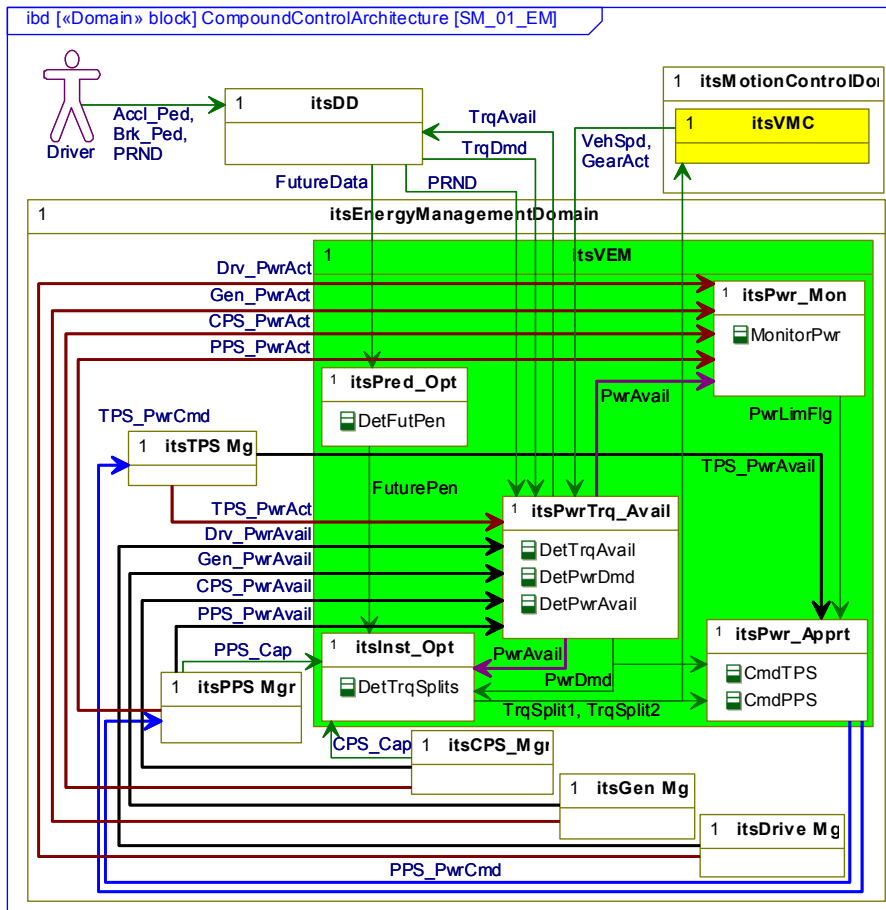 ibd [«Domain» block] CompoundControlArchitecture [SM_01_EM]
Driver
Accl_Ped,
Brk_Ped,
PRND
1 itsDD
TrqAvail
TrqDmd
FutureData
PRND
1 itsMotionControlDo
1 itsVMC
VehSpd,
GearAct
1 itsEnergyManagementDomain
1 itsVEM
Drv_PwrAct
Gen_PwrAct
CPS_PwrAct
PPS_PwrAct
1 itsPwr_Mon
MonitorPwr
1 itsPred_Opt
DetFutPen
PwrAvail
PwrLimFlg
TPS_PwrCmd
1 itsTPS Mg
TPS_PwrAvail
FuturePen
TPS_PwrAct
Drv_PwrAvail
Gen_PwrAvail
CPS_PwrAvail
PPS_PwrAvail
1 itsPwrTrq_Avail
DetTrqAvail
DetPwrDmd
DetPwrAvail
PPS_Cap
1 itsInst_Opt
DetTrqSplits
PwrAvail
PwrDmd
1 itsPwr_Apprt
CmdTPS
CmdPPS
1 itsPPS Mgr
TrqSplit1, TrqSplit2
CPS_Cap
1 itsCPS_Mgr
1 itsGen Mg
1 itsDrive Mg
PPS_PwrCmd